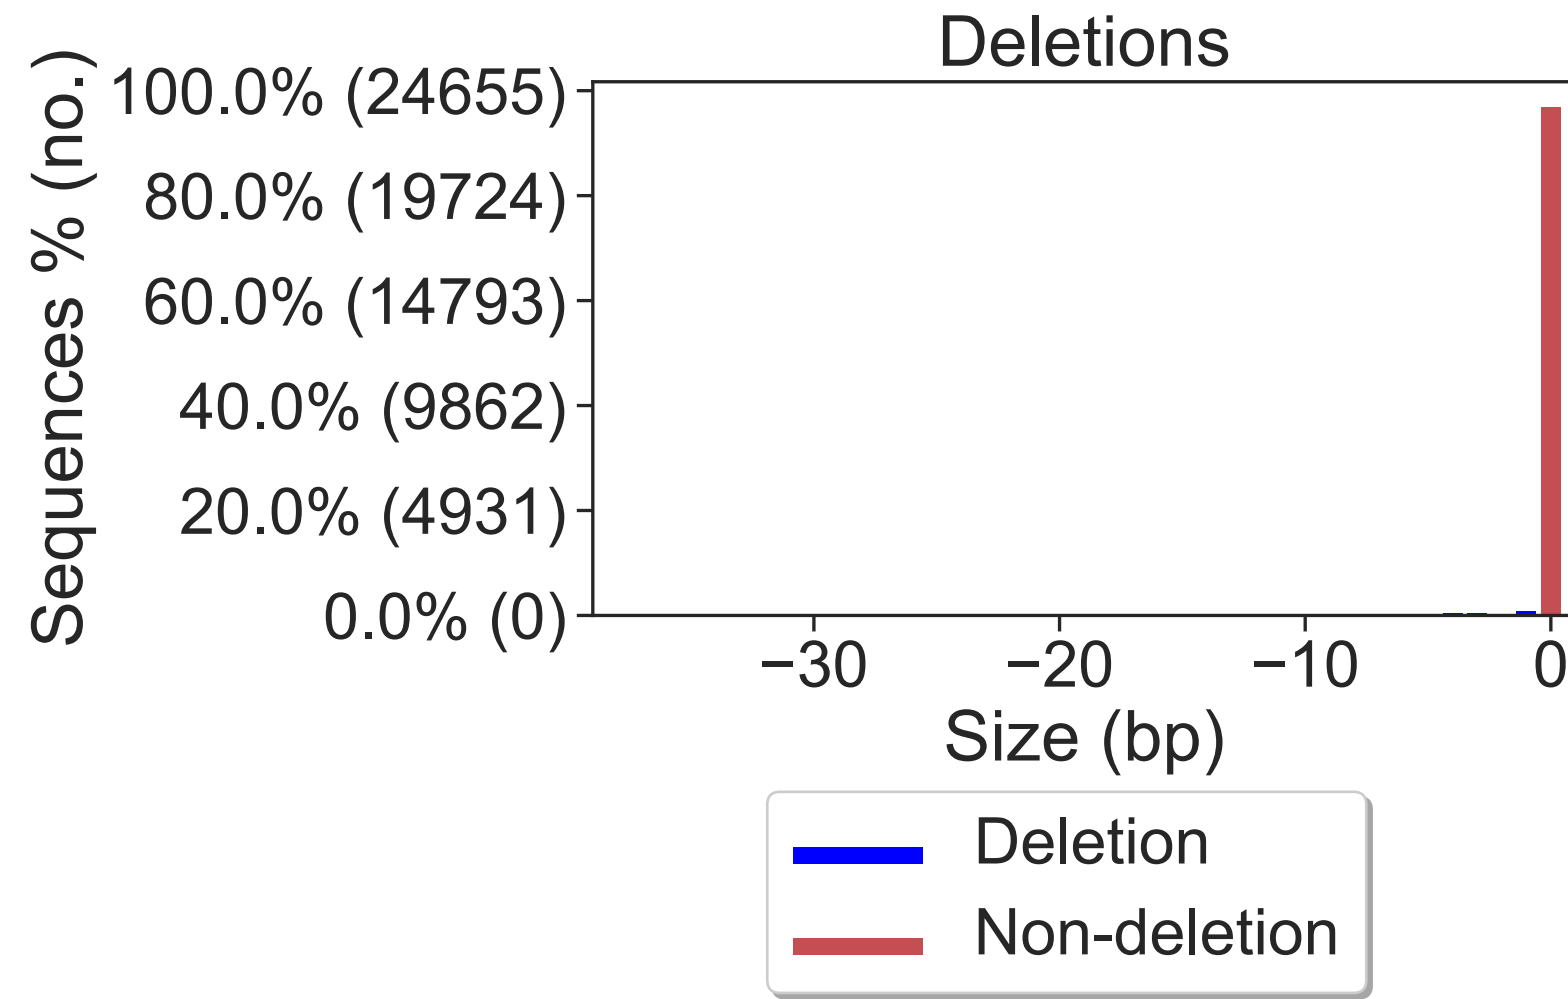 Deletions
Sequences % (no.)
100.0% (24655)
80.0% (19724)
60.0% (14793)
40.0% (9862)
20.0% (4931)
0.0% (0)
−30 −20 −10 0
Size (bp)
Deletion
Non-deletion